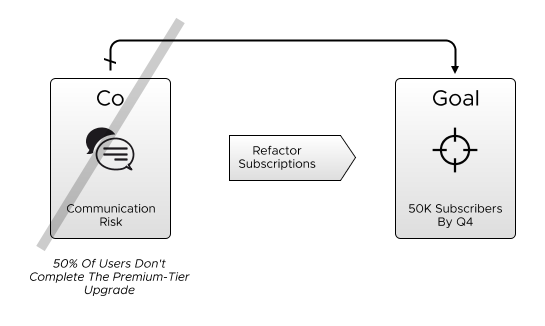 Co
Communication
Risk
50% Of Users Don't
Complete The Premium-Tier
Upgrade
Refactor
Subscriptions
Goal
50K Subscribers
By Q4